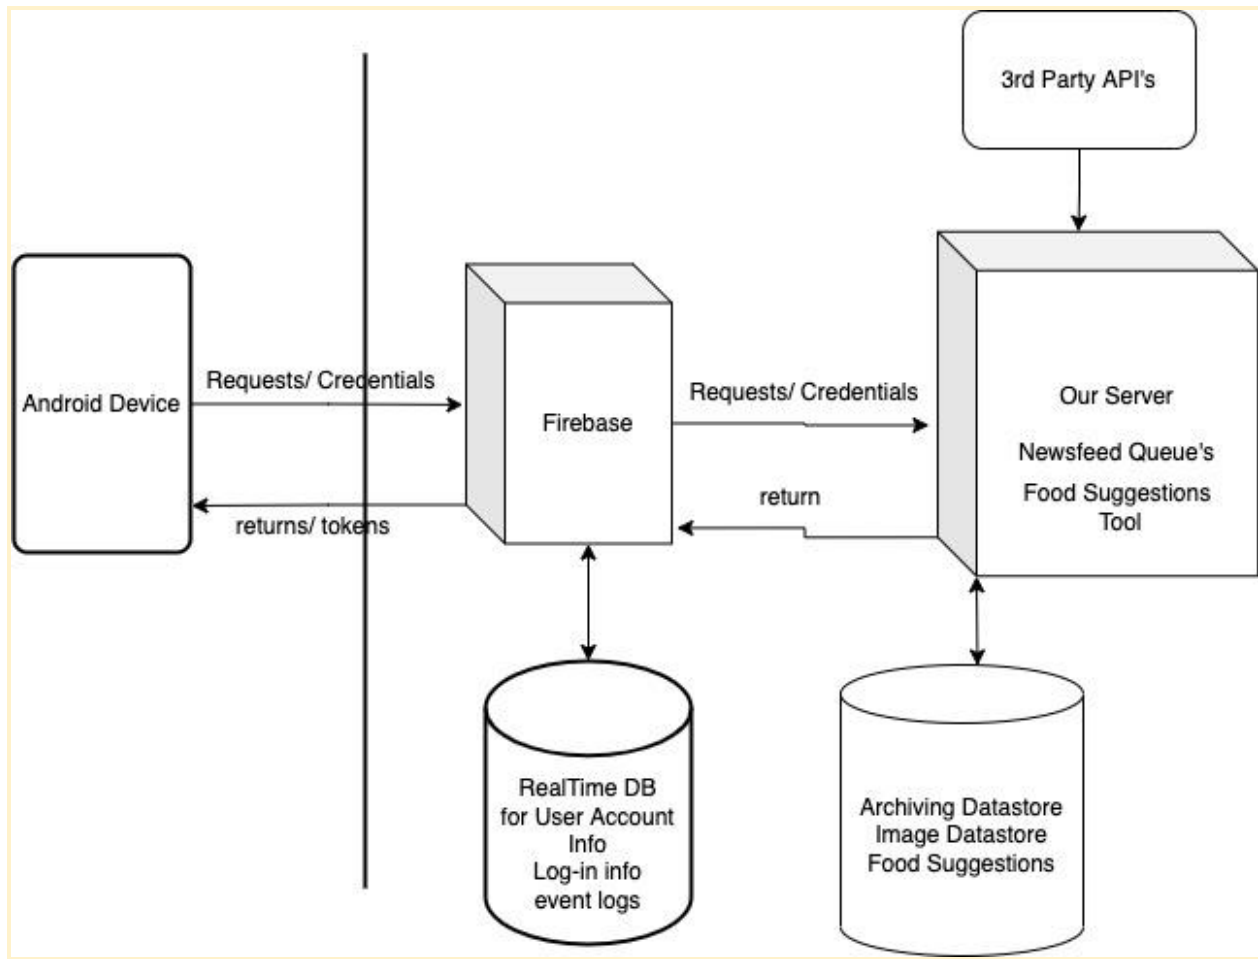 3rd Party API's
Android Device
Requests/ Credentials
returns/ tokens
Firebase
Requests/ Credentials
return
Our Server
Newsfeed Queue's
Food Suggestions
Tool
RealTime DB
for User Account
Info
Log-in info
event logs
Archiving Datastore
Image Datastore
Food Suggestions